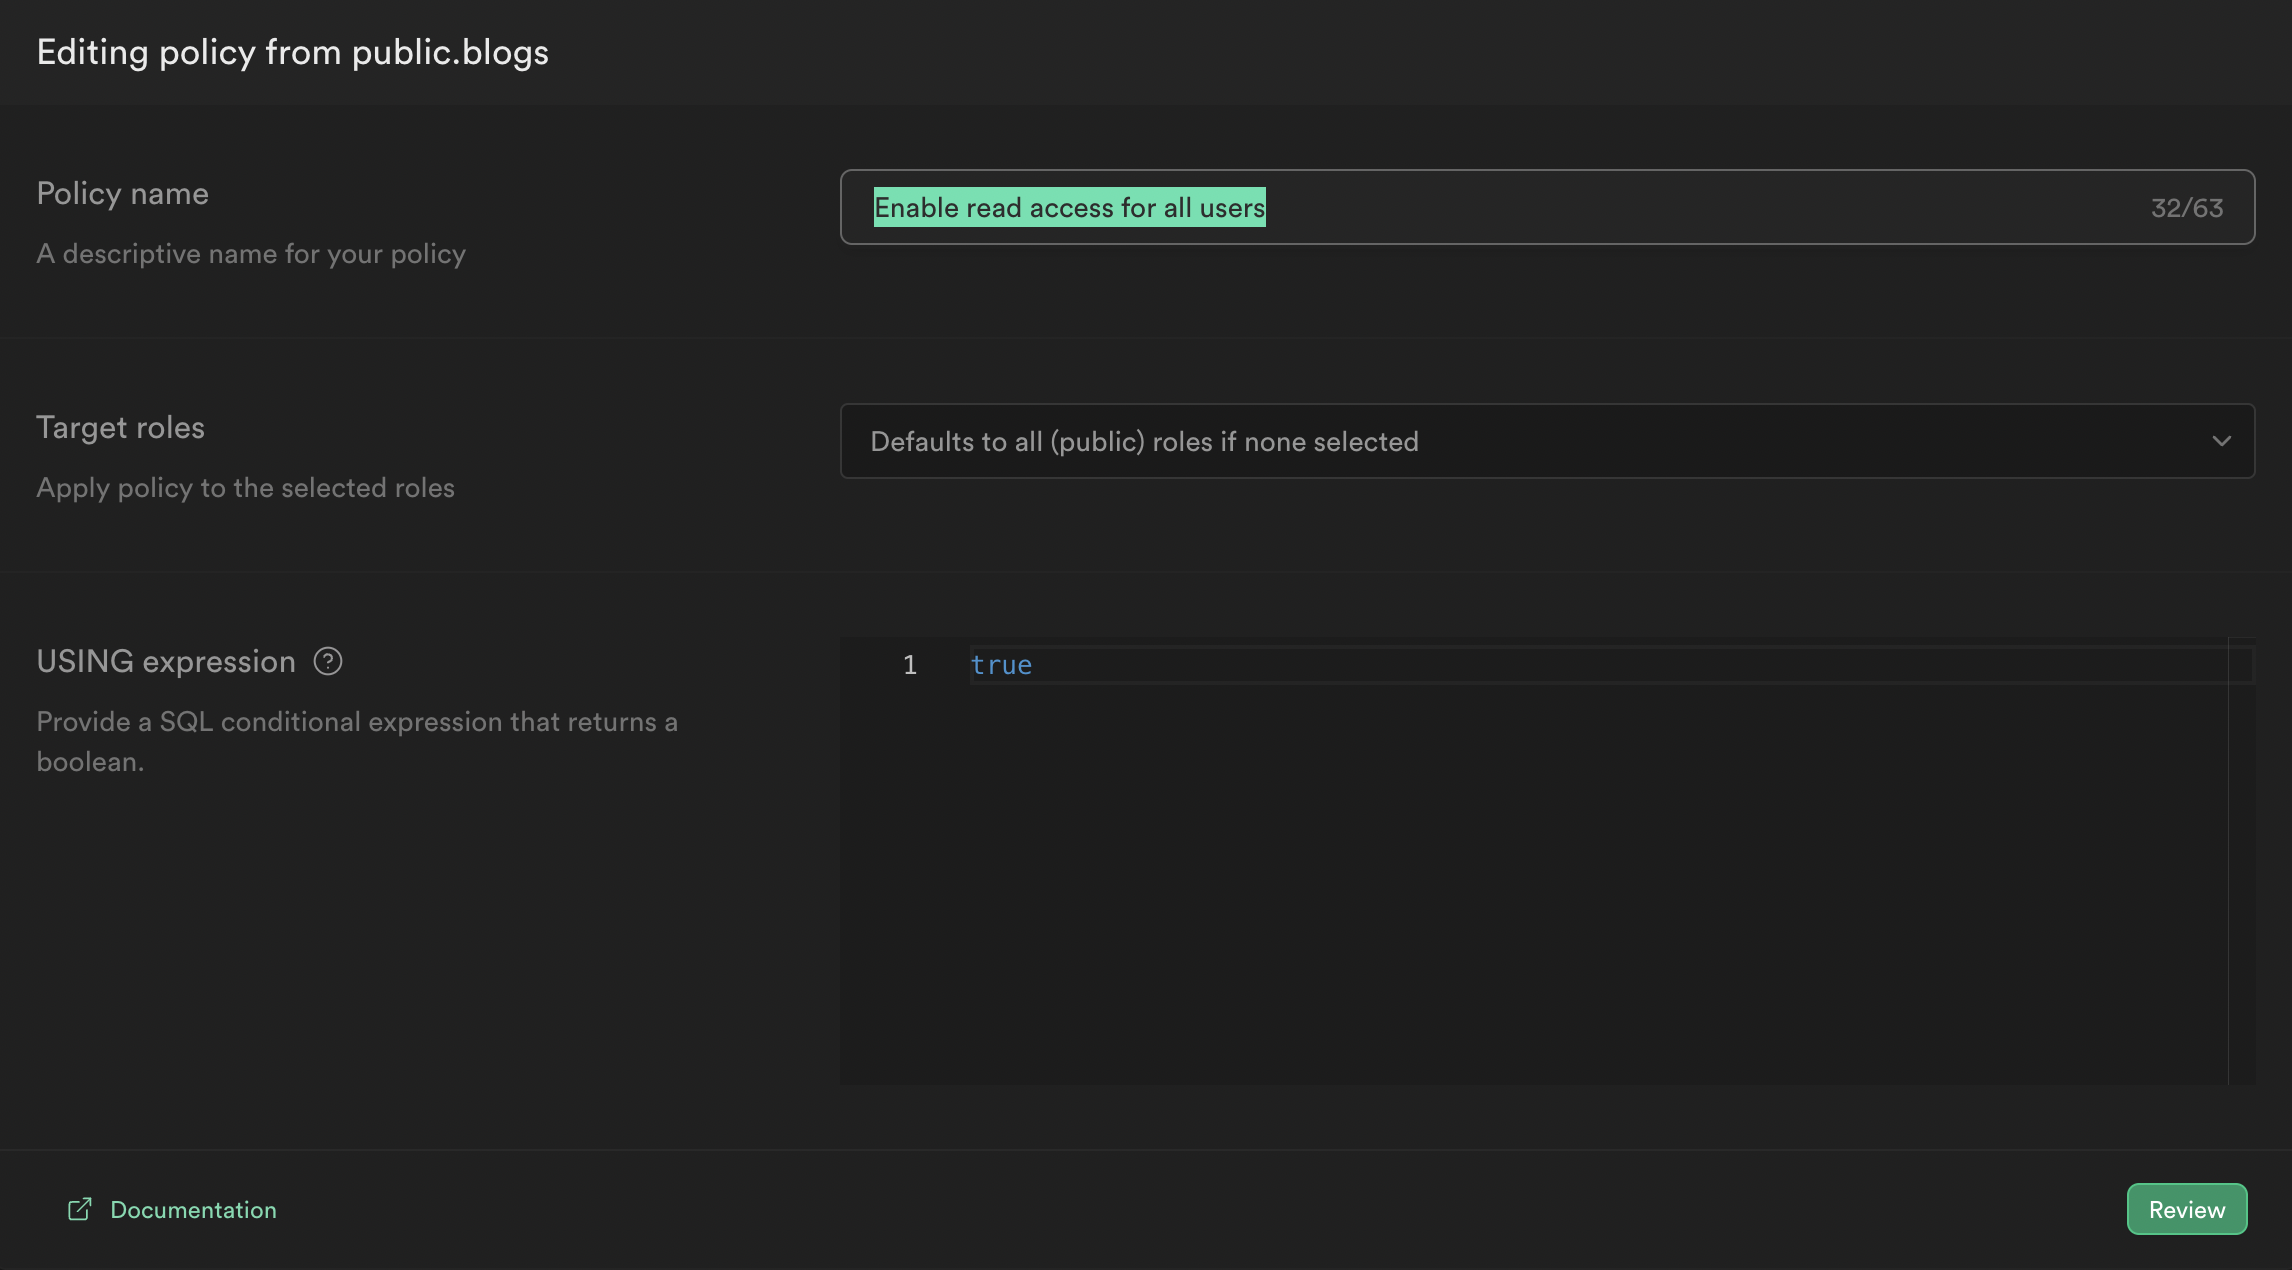 Editing policy from public.blogs
Policy name
A descriptive name for your policy
Enable read access for all users
32/63
Target roles
Apply policy to the selected roles
Defaults to all (public) roles if none selected
USING expression
Provide a SQL conditional expression that returns a
boolean.
1 true
Documentation
Review